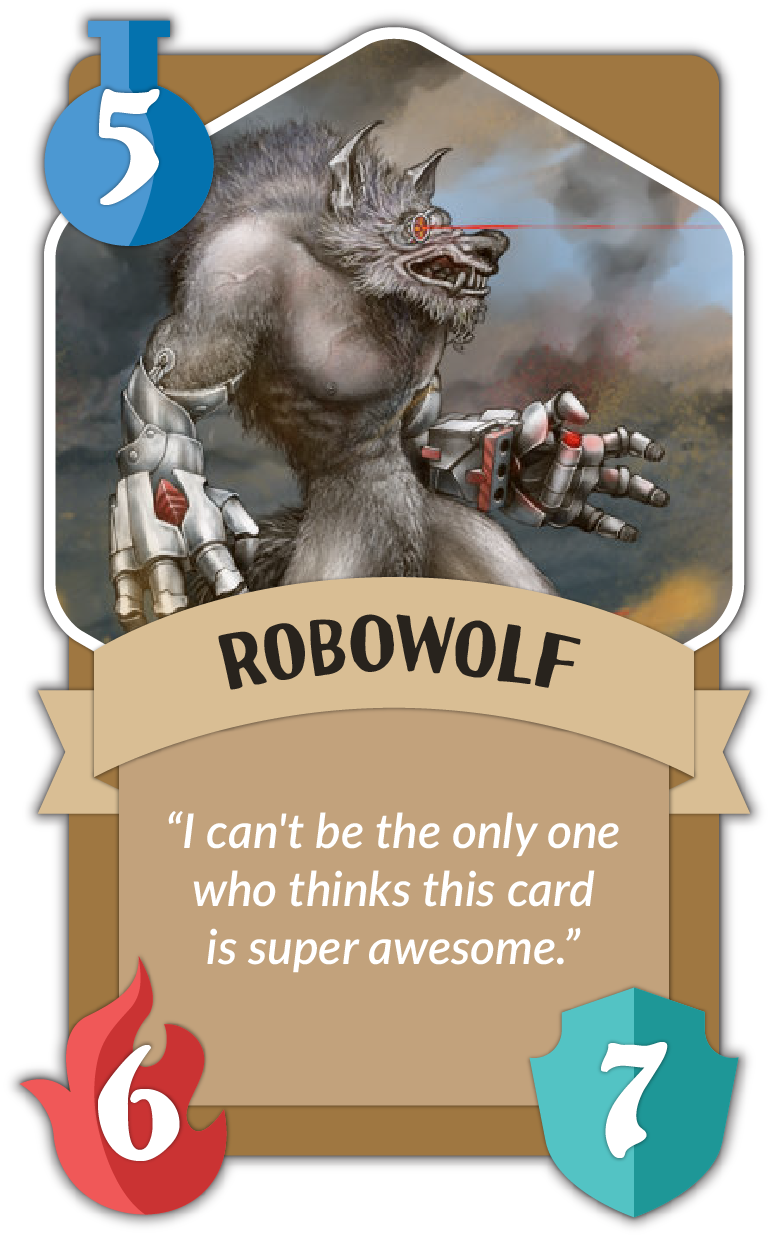 5
ROBOWOLF
“I can't be the only one
who thinks this card
is super awesome.”
6
7